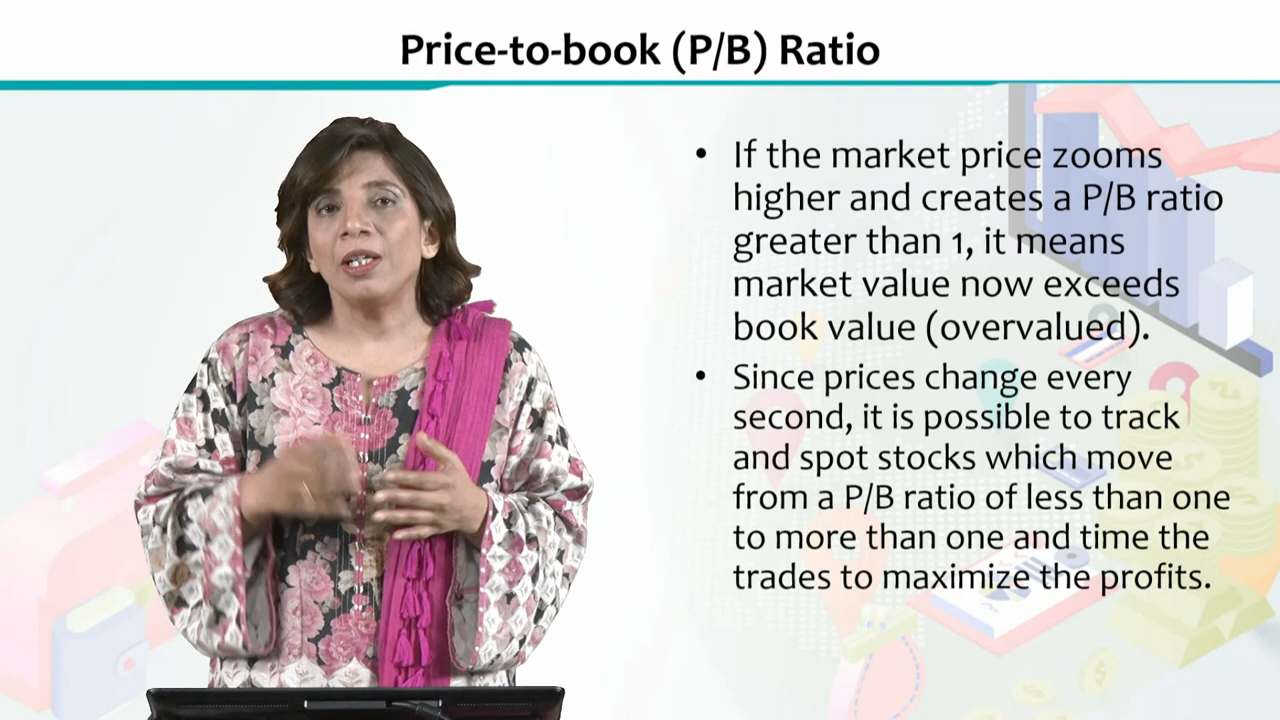 Price-to-book (P/B) Ratio
• If the market price zooms
higher and creates a P/B ratio
greater than 1, it means
market value now exceeds
book value (overvalued).
• Since prices change every
second, it is possible to track
and spot stocks which move
from a P/B ratio of less than one
to more than one and time the
trades to maximize the profits.